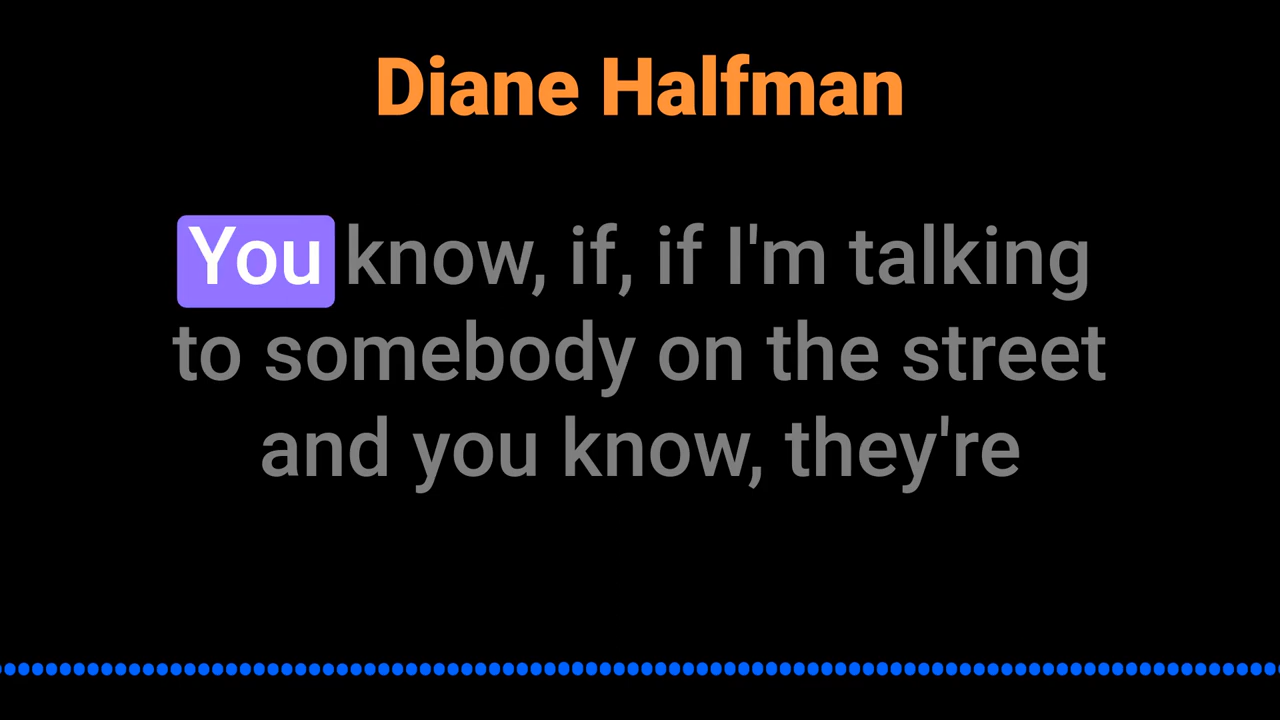 Diane Halfman
You know, if, if I'm talking
to somebody on the street
and you know, they're